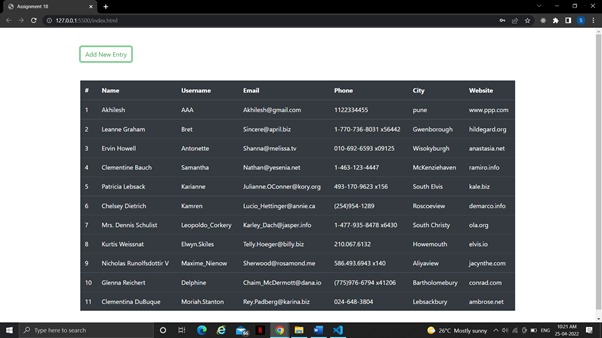 Assignment 18
127.0.0.1:5500/index.html
S
Add New Entry
# Name Username Email Phone City Website
1 Akhilesh AAA Akhilesh@gmail.com 1122334455 pune www.ppp.com
2 Leanne Graham Bret Sincere@april.biz 1-770-736-8031 x56442 Gwenborough hildegard.org
3 Ervin Howell Antonette Shanna@melissa.tv 010-692-6593 x09125 Wisokyburgh anastasia.net
4 Clementine Bauch Samantha Nathan@yesenia.net 1-463-123-4447 McKenziehaven ramiro.info
5 Patricia Lebsack Karianne Julianne.OConner@kory.org 493-170-9623 x156 South Elvis kale.biz
6 Chelsey Dietrich Kamren Lucio_Hettinger@annie.ca (254)954-1289 Roscoeview demarco.info
7 Mrs. Dennis Schulist Leopoldo_Corkery Karley_Dach@jasper.info 1-477-935-8478 x6430 South Christy ola.org
8 Kurtis Weissnat Elwyn.Skiles Telly.Hoeger@billy.biz 210.067.6132 Howemouth elvis.io
9 Nicholas Runolfsdottir V Maxime_Nienow Sherwood@rosamond.me 586.493.6943 x140 Aliyaview jacynthe.com
10 Glenna Reichert Delphine Chaim_McDermott@dana.io (775)976-6794 x41206 Bartholomebury conrad.com
11 Clementina DuBuque Moriah.Stanton Rey.Padberg@karina.biz 024-648-3804 Lebsackbury ambrose.net
Type here to search
26°C Mostly sunny
ENG
10:21 AM
25-04-2022